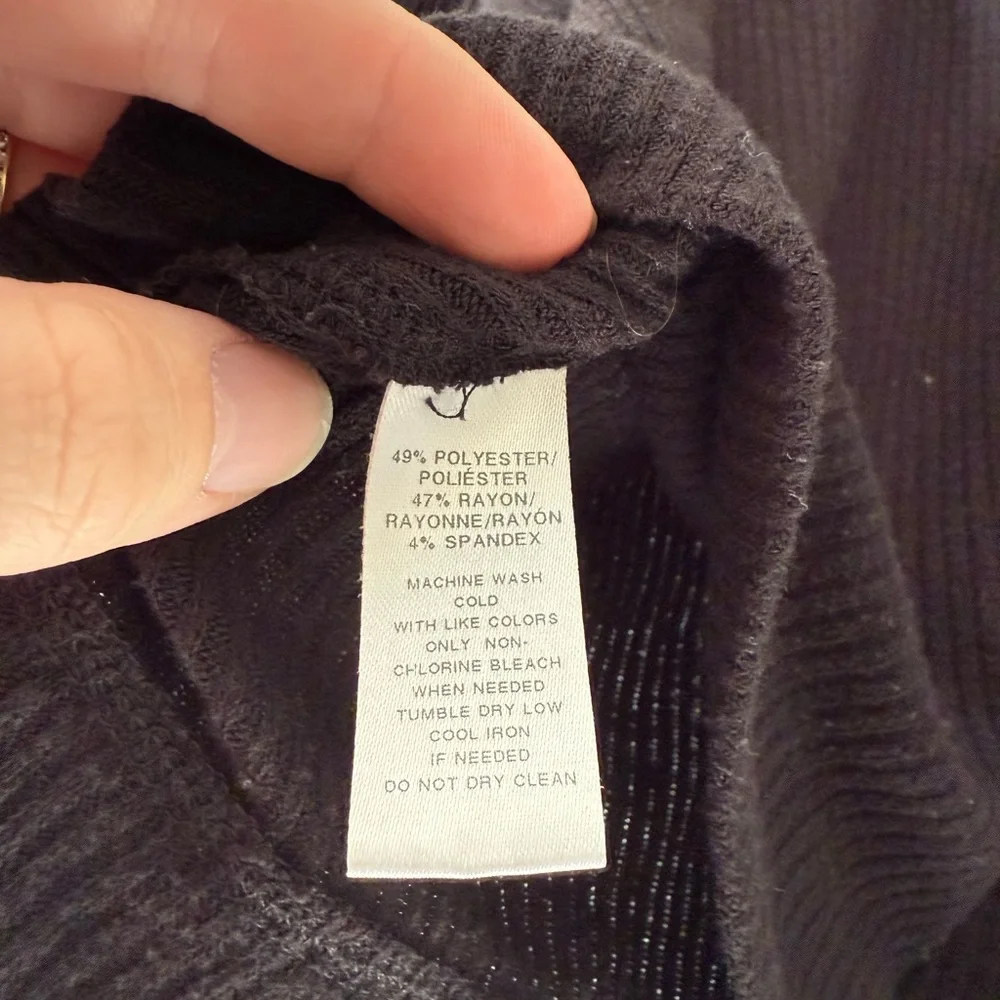 49% POLYESTER/
POLIÉSTER
47% RAYON/
RAYONNE/RAYÓN
4% SPANDEX
MACHINE WASH
COLD
WITH LIKE COLORS
ONLY NON-
CHLORINE BLEACH
WHEN NEEDED
TUMBLE DRY LOW
COOL IRON
IF NEEDED
DO NOT DRY CLEAN